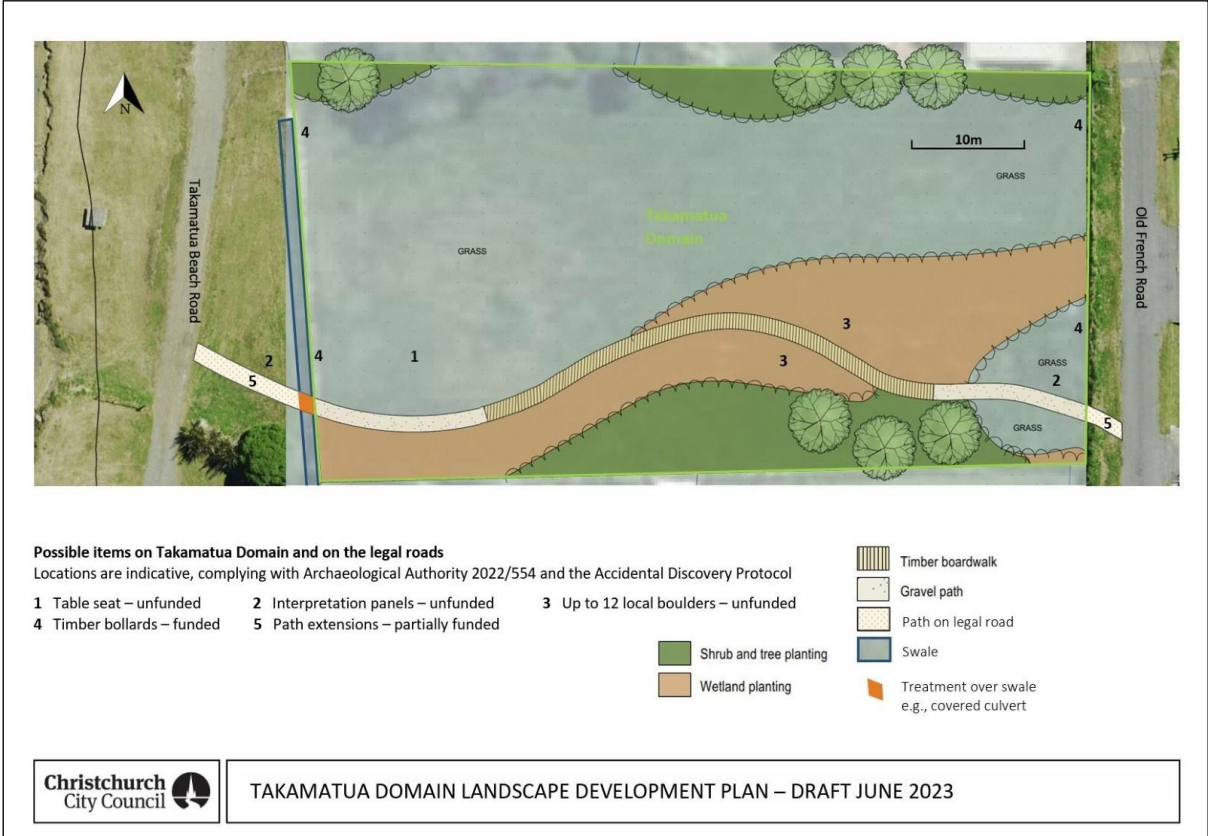 N
4
10m
4
GRASS
Takamatua Beach Road
Takamatua
Domain
Old French Road
GRASS
3
4
2
4
1
3
GRASS
2
5
GRASS
5
Possible items on Takamatua Domain and on the legal roads
Locations are indicative, complying with Archaeological Authority 2022/554 and the Accidental Discovery Protocol
1 Table seat – unfunded 2 Interpretation panels – unfunded 3 Up to 12 local boulders – unfunded
4 Timber bollards – funded 5 Path extensions – partially funded
Shrub and tree planting
Wetland planting
Timber boardwalk
Gravel path
Path on legal road
Swale
Treatment over swale
e.g., covered culvert
Christchurch
City Council
TAKAMATUA DOMAIN LANDSCAPE DEVELOPMENT PLAN – DRAFT JUNE 2023